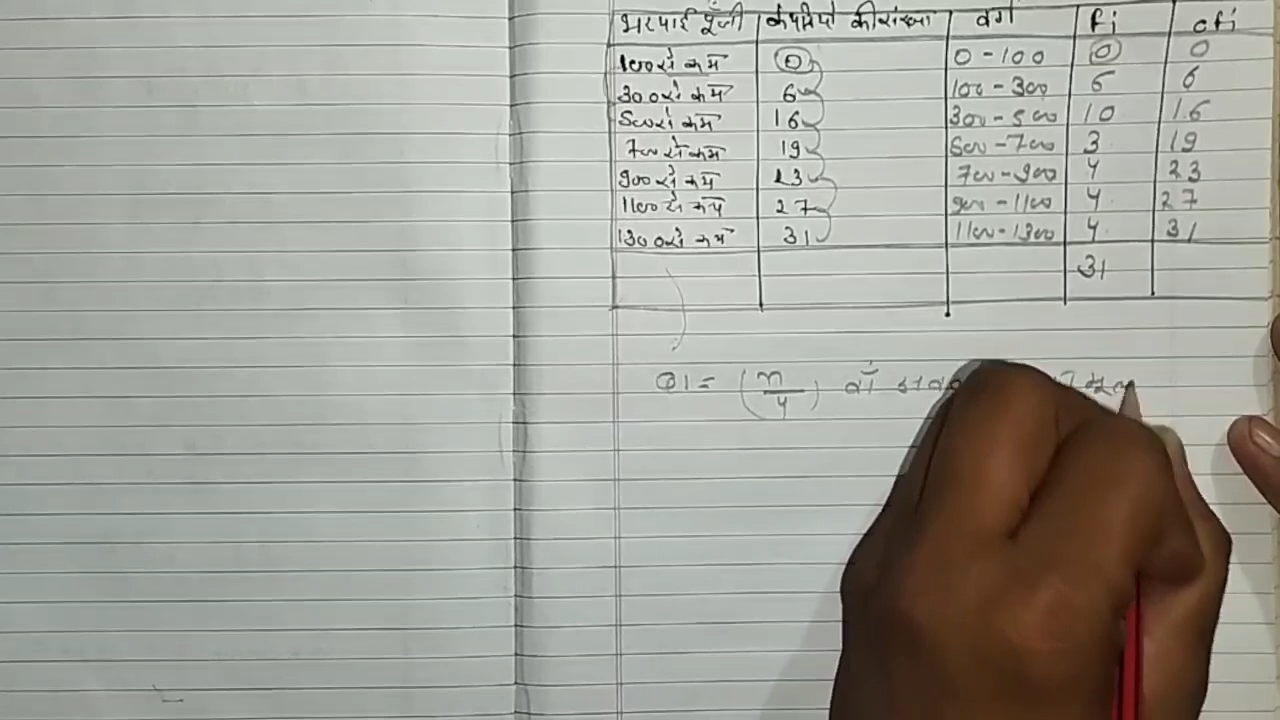 भरपाई पूँजी कंपनियों की संख्या वर्ग fi cfi
100 से कम 0 0-100 0 0
300 से कम 6 100-300 6 6
500 से कम 16 300-500 10 16
700 से कम 19 500-700 3 19
900 से कम 23 700-900 4 23
1100 से कम 27 900-1100 4 27
1300 से कम 31 1100-1300 4 31
31
Q1 = (n/4) वाँ